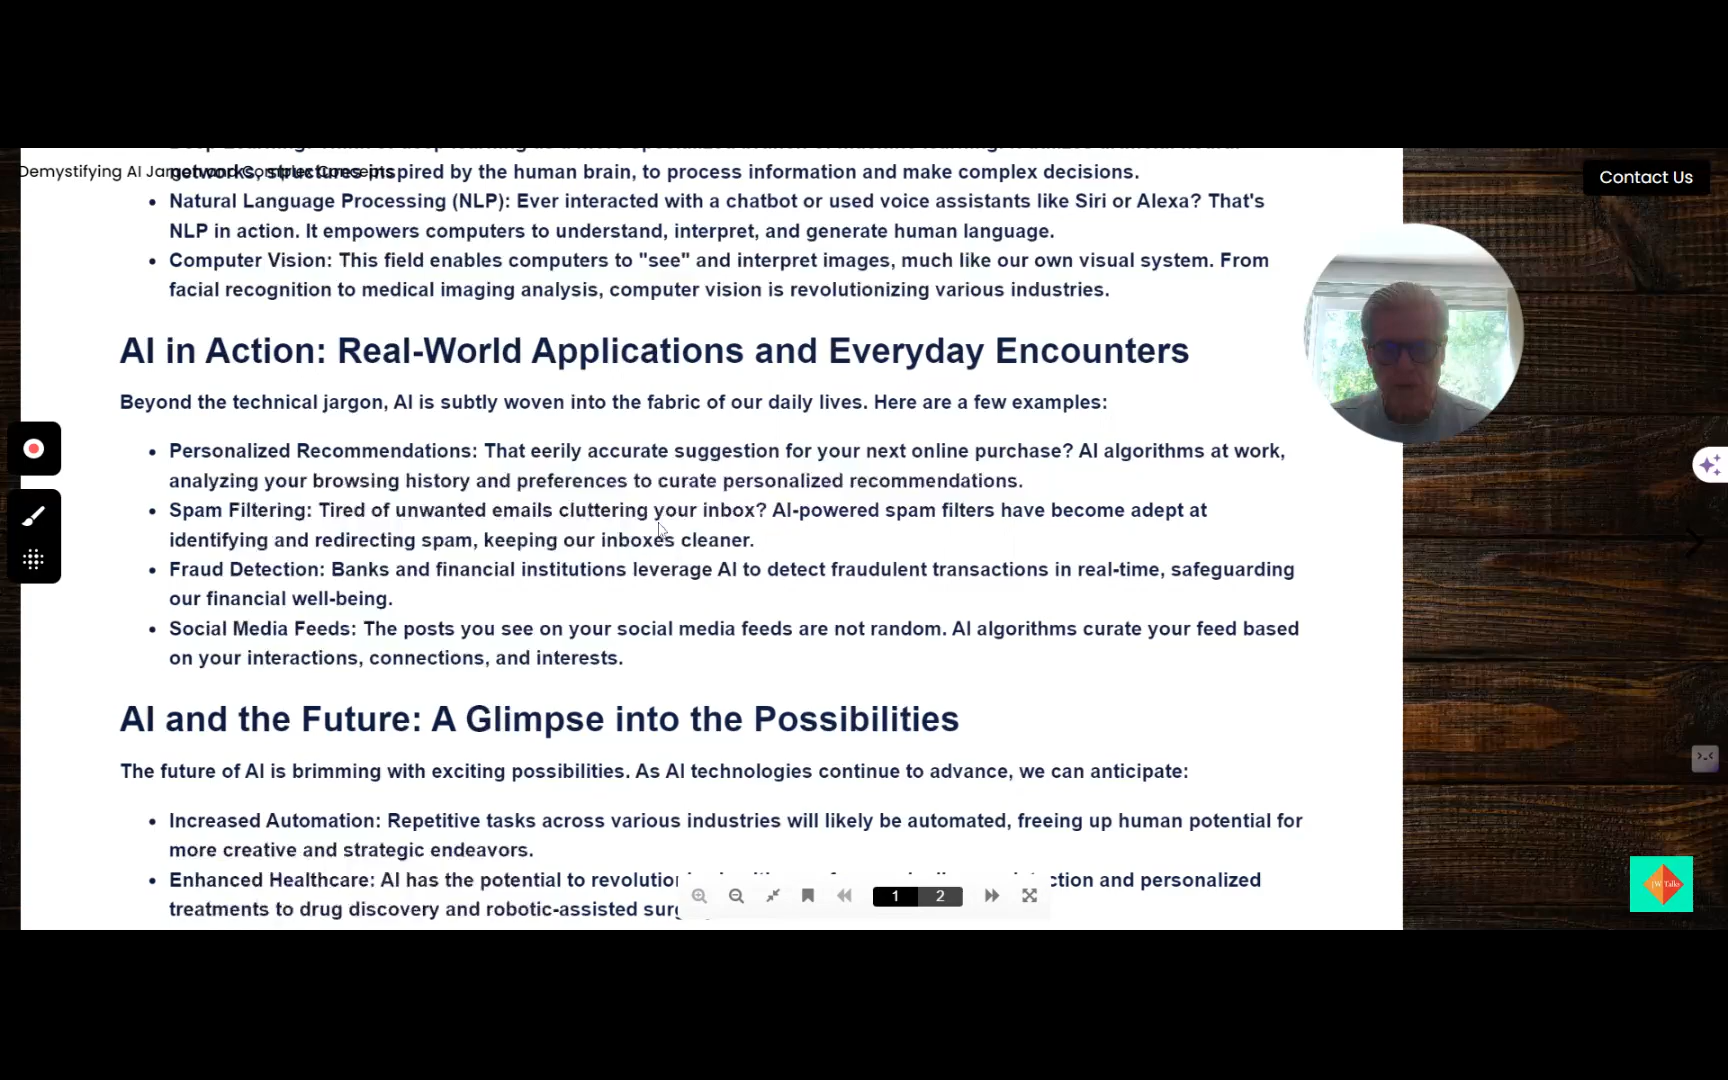 Demystifying AI Jargon and Complex Concepts
Contact Us
networks, structures inspired by the human brain, to process information and make complex decisions.
• Natural Language Processing (NLP): Ever interacted with a chatbot or used voice assistants like Siri or Alexa? That's
NLP in action. It empowers computers to understand, interpret, and generate human language.
• Computer Vision: This field enables computers to "see" and interpret images, much like our own visual system. From
facial recognition to medical imaging analysis, computer vision is revolutionizing various industries.
AI in Action: Real-World Applications and Everyday Encounters
Beyond the technical jargon, AI is subtly woven into the fabric of our daily lives. Here are a few examples:
• Personalized Recommendations: That eerily accurate suggestion for your next online purchase? AI algorithms at work,
analyzing your browsing history and preferences to curate personalized recommendations.
• Spam Filtering: Tired of unwanted emails cluttering your inbox? AI-powered spam filters have become adept at
identifying and redirecting spam, keeping our inboxes cleaner.
• Fraud Detection: Banks and financial institutions leverage AI to detect fraudulent transactions in real-time, safeguarding
our financial well-being.
• Social Media Feeds: The posts you see on your social media feeds are not random. AI algorithms curate your feed based
on your interactions, connections, and interests.
AI and the Future: A Glimpse into the Possibilities
The future of AI is brimming with exciting possibilities. As AI technologies continue to advance, we can anticipate:
• Increased Automation: Repetitive tasks across various industries will likely be automated, freeing up human potential for
more creative and strategic endeavors.
• Enhanced Healthcare: AI has the potential to and personalized
treatments to drug discovery and robotic-assisted
1 2
JW Talks